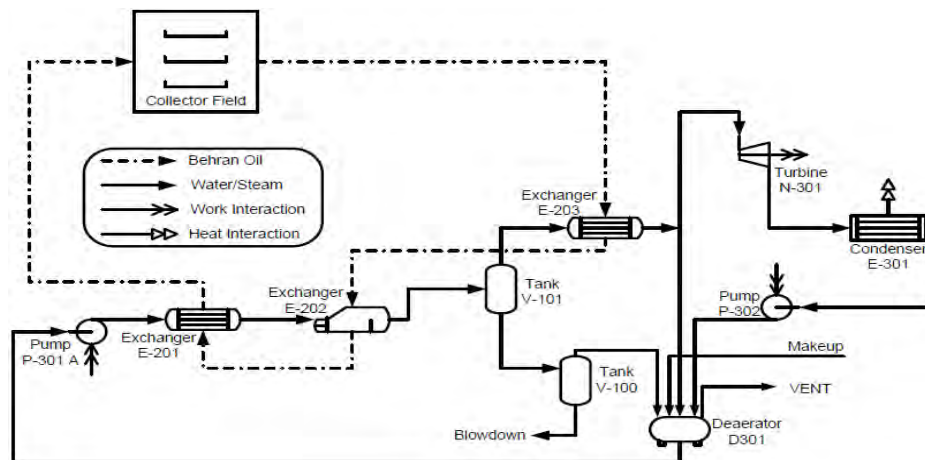 Collector Field
Behran Oil
Water/Steam
Work Interaction
Heat Interaction
Turbine
N-301
Exchanger
E-203
Condenser
E-301
Exchanger
E-202
Tank
V-101
Pump
P-302
Pump
P-301 A
Exchanger
E-201
Makeup
Tank
V-100
VENT
Blowdown
Deaerator
D301